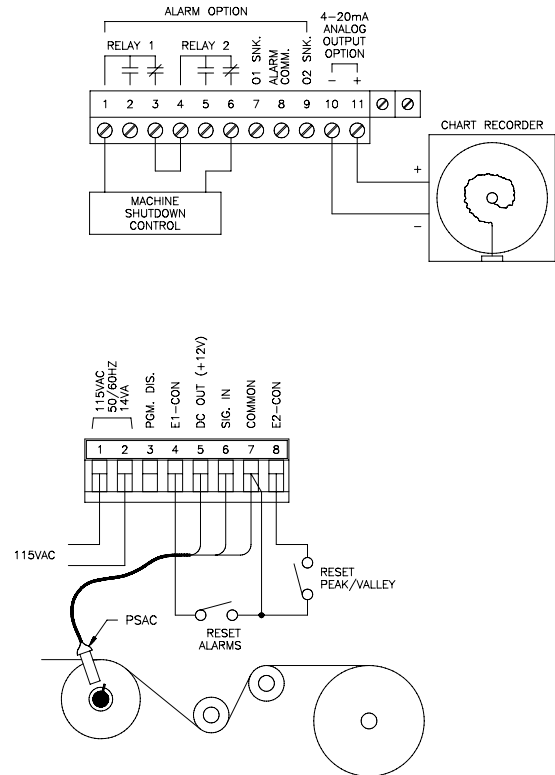 ALARM OPTION
4-20mA
ANALOG
OUTPUT
OPTION
RELAY 1
RELAY 2
O1 SNK.
ALARM
COMM.
O2 SNK.
- +
1 2 3 4 5 6 7 8 9 10 11
CHART RECORDER
+
-
MACHINE
SHUTDOWN
CONTROL
115VAC
50/60HZ
14VA
PGM. DIS.
E1-CON
DC OUT (+12V)
SIG. IN
COMMON
E2-CON
1 2 3 4 5 6 7 8
115VAC
RESET
PEAK/VALLEY
PSAC
RESET
ALARMS